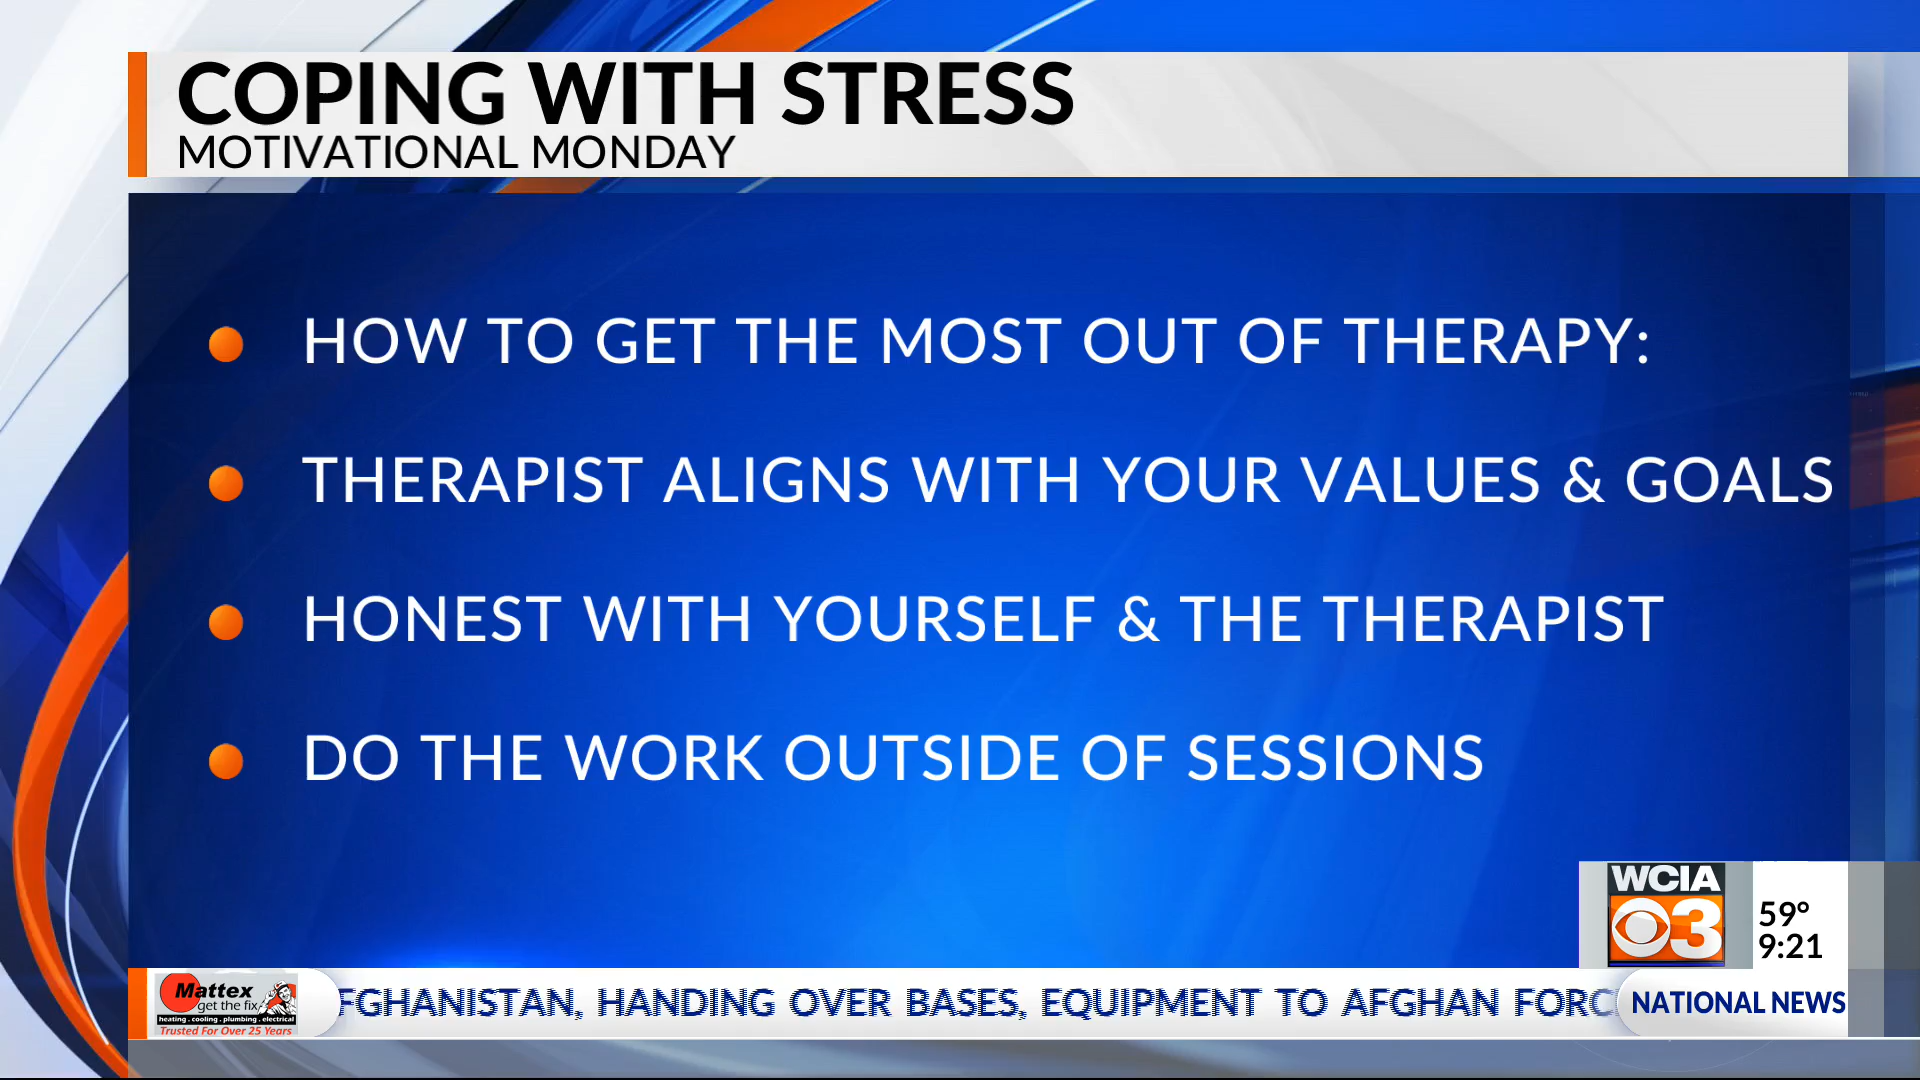 COPING WITH STRESS
MOTIVATIONAL MONDAY
HOW TO GET THE MOST OUT OF THERAPY:
THERAPIST ALIGNS WITH YOUR VALUES & GOALS
HONEST WITH YOURSELF & THE THERAPIST
DO THE WORK OUTSIDE OF SESSIONS
WCIA
3
59°
9:21
Mattex
get the fix
heating . cooling . plumbing . electrical
Trusted For Over 25 Years
FGHANISTAN, HANDING OVER BASES, EQUIPMENT TO AFGHAN FORC
NATIONAL NEWS